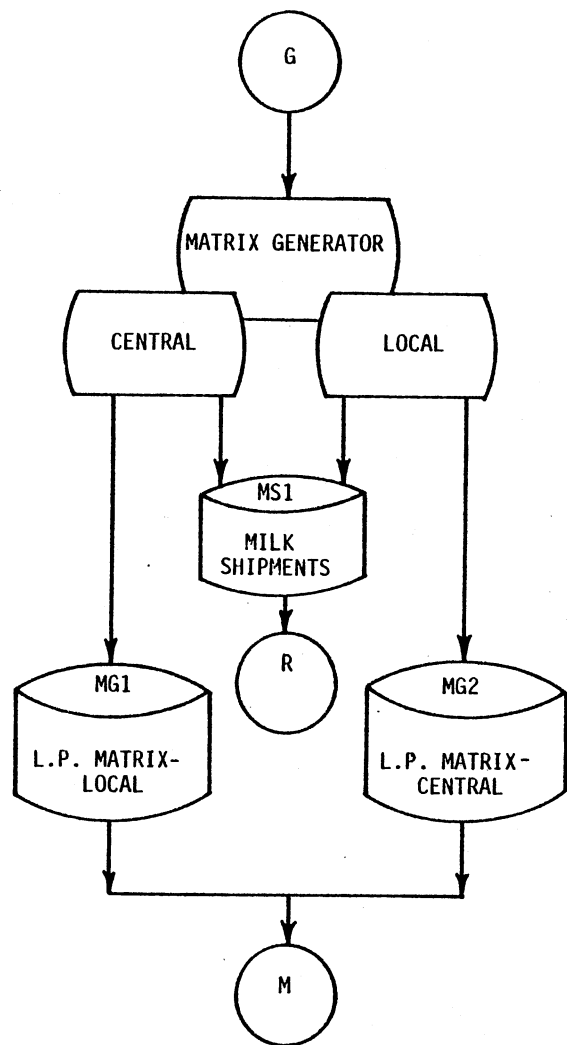 G
MATRIX GENERATOR
CENTRAL
LOCAL
MS1
MILK
SHIPMENTS
R
MG1
L.P. MATRIX-
LOCAL
MG2
L.P. MATRIX-
CENTRAL
M